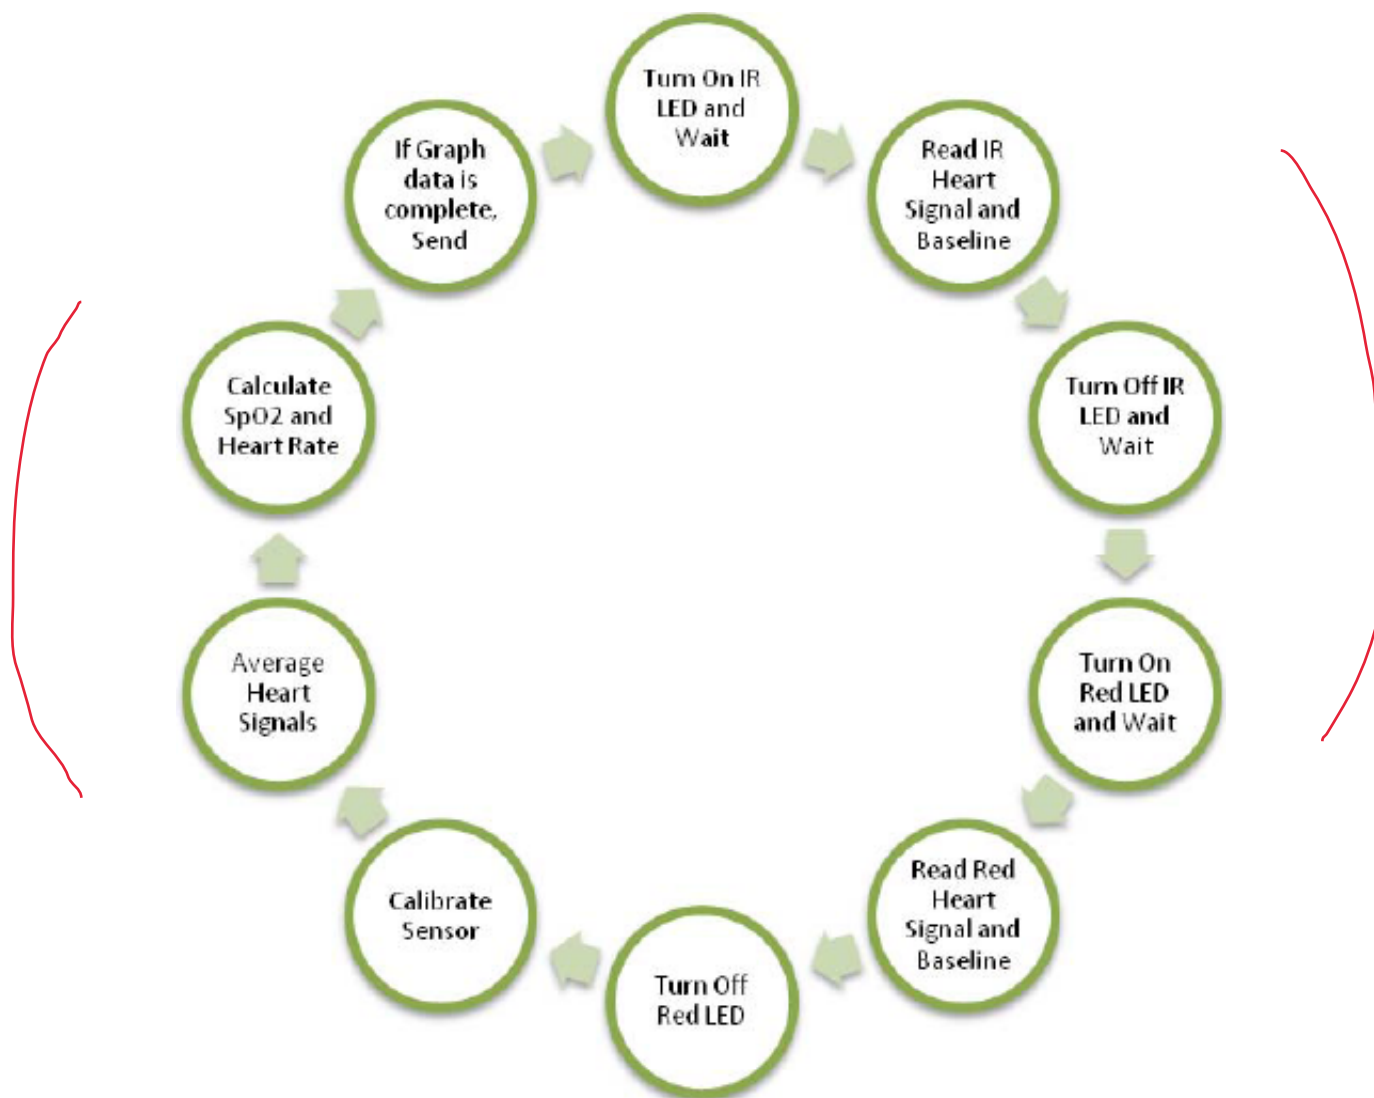 Turn On IR
LED and
Wait
Read IR
Heart
Signal and
Baseline
Turn Off IR
LED and
Wait
Turn On
Red LED
and Wait
Read Red
Heart
Signal and
Baseline
Turn Off
Red LED
Calibrate
Sensor
Average
Heart
Signals
Calculate
SpO2 and
Heart Rate
If Graph
data is
complete,
Send